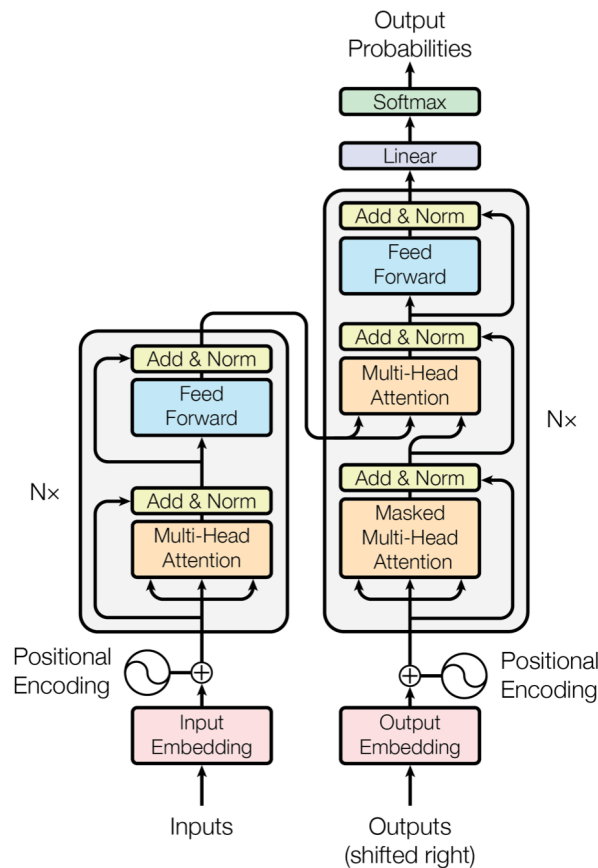 Output
Probabilities
Softmax
Linear
Add & Norm
Feed
Forward
Add & Norm
Multi-Head
Attention
Add & Norm
Masked
Multi-Head
Attention
N×
Add & Norm
Feed
Forward
Add & Norm
Multi-Head
Attention
N×
Positional
Encoding
Positional
Encoding
Input
Embedding
Output
Embedding
Inputs
Outputs
(shifted right)